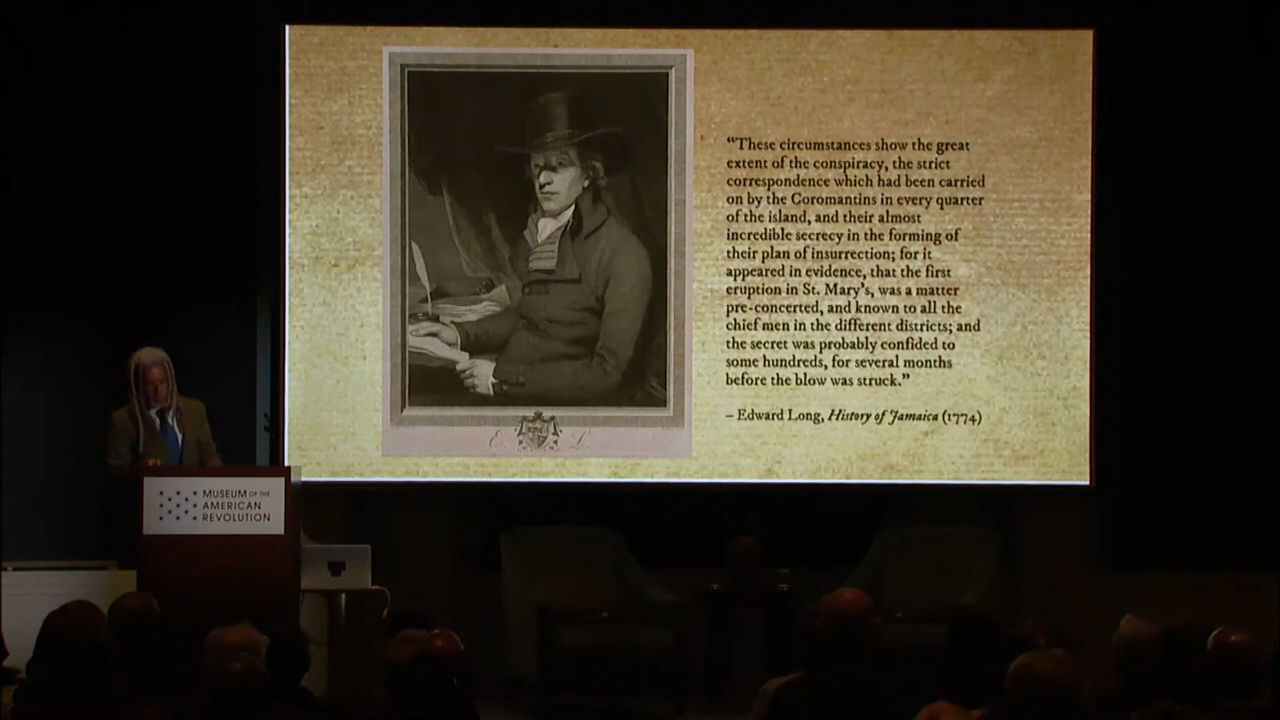 “These circumstances show the great
extent of the conspiracy, the strict
correspondence which had been carried
on by the Coromantins in every quarter
of the island, and their almost
incredible secrecy in the forming of
their plan of insurrection; for it
appeared in evidence, that the first
eruption in St. Mary’s, was a matter
pre-concerted, and known to all the
chief men in the different districts; and
the secret was probably confided to
some hundreds, for several months
before the blow was struck.”
– Edward Long, History of Jamaica (1774)
E L
MUSEUM OF THE
AMERICAN
REVOLUTION